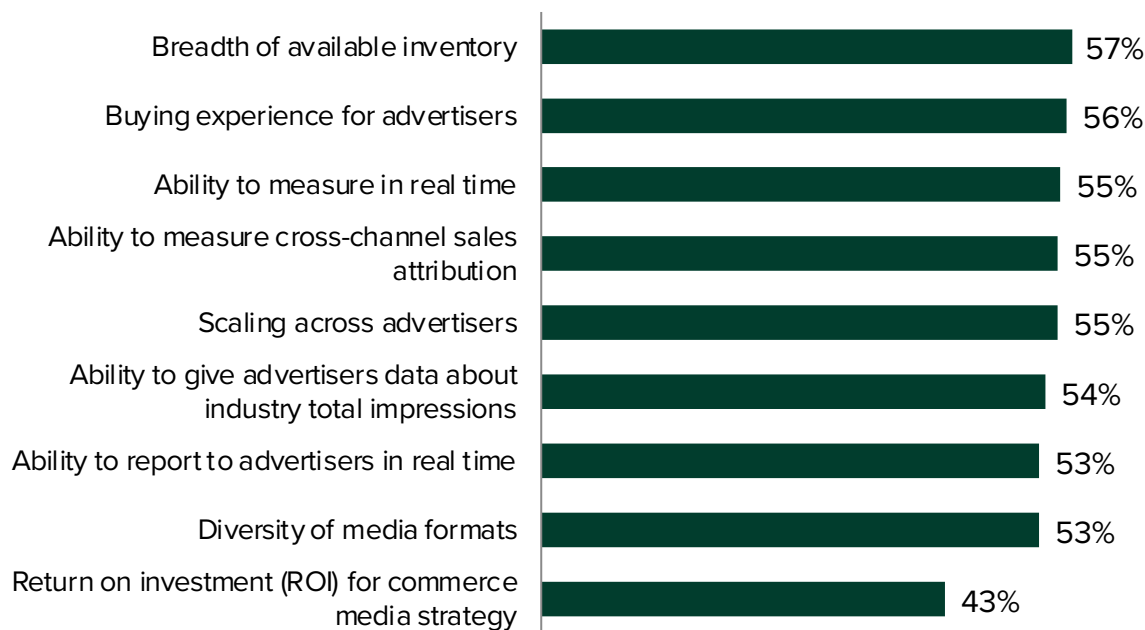 Breadth of available inventory 57%
Buying experience for advertisers 56%
Ability to measure in real time 55%
Ability to measure cross-channel sales
attribution 55%
Scaling across advertisers 55%
Ability to give advertisers data about
industry total impressions 54%
Ability to report to advertisers in real time 53%
Diversity of media formats 53%
Return on investment (ROI) for commerce
media strategy 43%